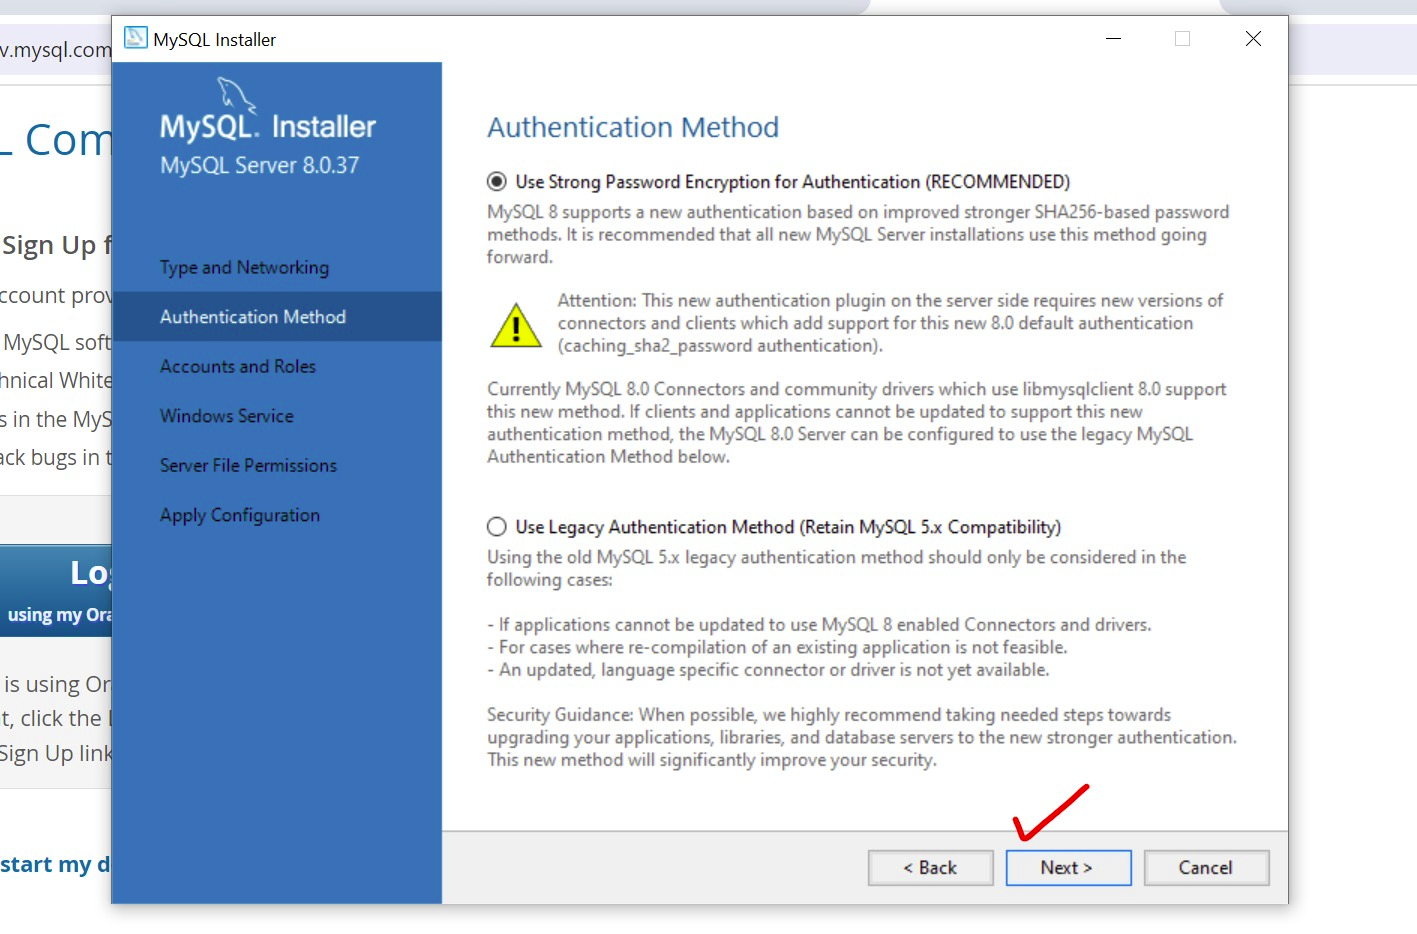 MySQL Installer
v.mysql.com
MySQL. Installer
MySQL Server 8.0.37
Type and Networking
Authentication Method
Accounts and Roles
Windows Service
Server File Permissions
Apply Configuration
Authentication Method
Use Strong Password Encryption for Authentication (RECOMMENDED)
MySQL 8 supports a new authentication based on improved stronger SHA256-based password
methods. It is recommended that all new MySQL Server installations use this method going
forward.
Attention: This new authentication plugin on the server side requires new versions of
connectors and clients which add support for this new 8.0 default authentication
(caching_sha2_password authentication).
Currently MySQL 8.0 Connectors and community drivers which use libmysqlclient 8.0 support
this new method. If clients and applications cannot be updated to support this new
authentication method, the MySQL 8.0 Server can be configured to use the legacy MySQL
Authentication Method below.
Use Legacy Authentication Method (Retain MySQL 5.x Compatibility)
Using the old MySQL 5.x legacy authentication method should only be considered in the
following cases:
- If applications cannot be updated to use MySQL 8 enabled Connectors and drivers.
- For cases where re-compilation of an existing application is not feasible.
- An updated, language specific connector or driver is not yet available.
Security Guidance: When possible, we highly recommend taking needed steps towards
upgrading your applications, libraries, and database servers to the new stronger authentication.
This new method will significantly improve your security.
< Back
Next >
Cancel
L Com
Sign Up f
ccount prov
MySQL soft
hnical White
s in the MyS
ack bugs in t
Log
using my Ora
is using Or
t, click the
Sign Up link
start my d